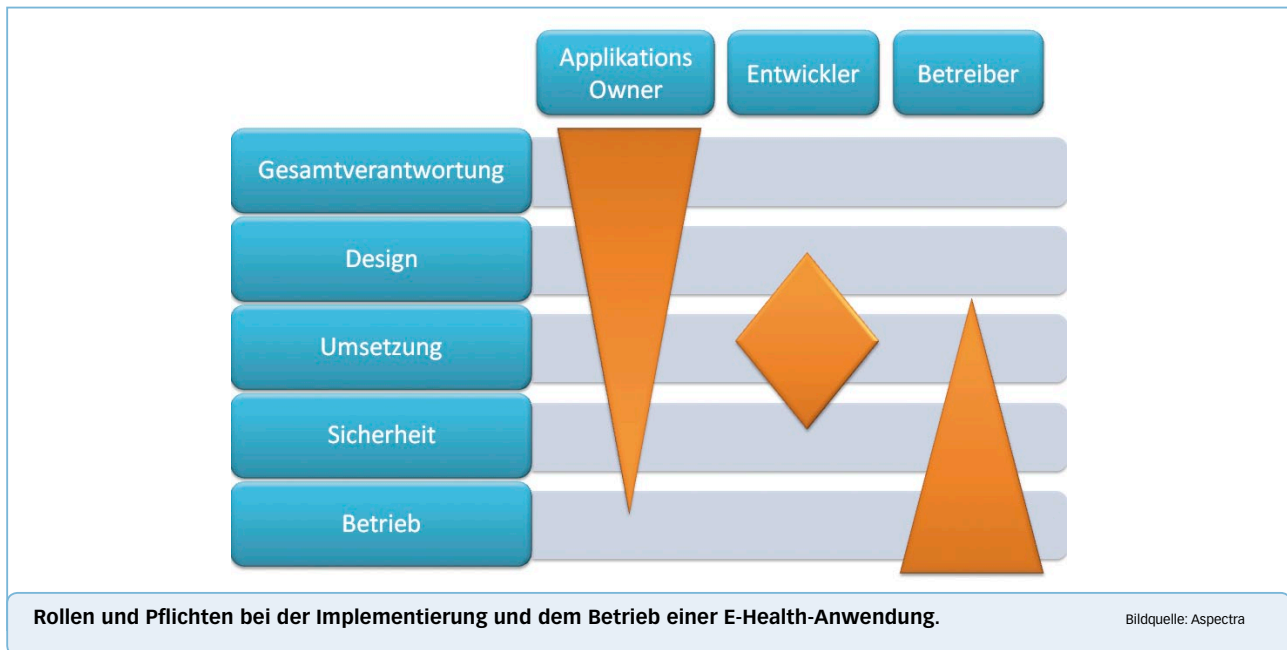 Applikations
Owner
Entwickler
Betreiber
Gesamtverantwortung
Design
Umsetzung
Sicherheit
Betrieb
Rollen und Pflichten bei der Implementierung und dem Betrieb einer E-Health-Anwendung.
Bildquelle: Aspectra